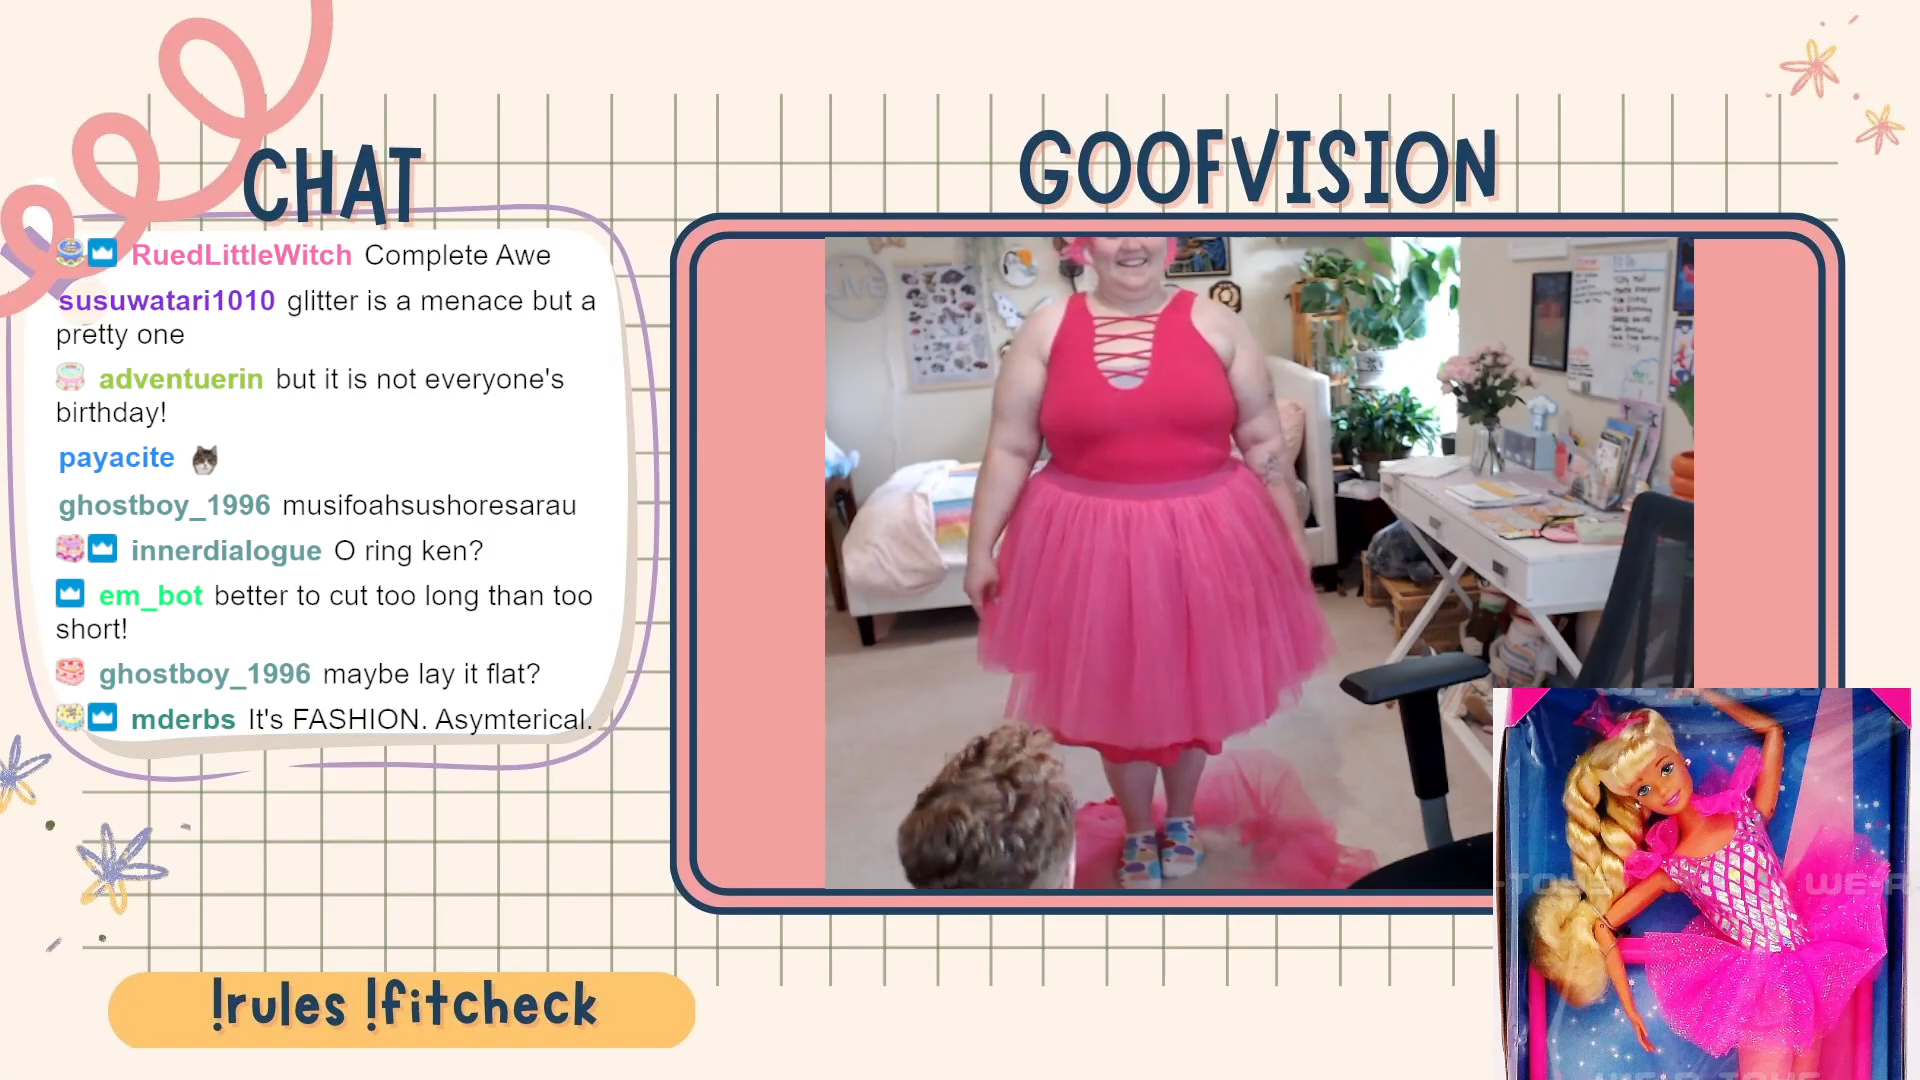 CHAT
GOOFVISION
RuedLittleWitch Complete Awe
susuwatari1010 glitter is a menace but a
pretty one
adventuerin but it is not everyone's
birthday!
payacite
ghostboy_1996 musifoahsushoresarau
innerdialogue O ring ken?
em_bot better to cut too long than too
short!
ghostboy_1996 maybe lay it flat?
mderbs It's FASHION. Asymterical.
!rules !fitcheck
LIVE